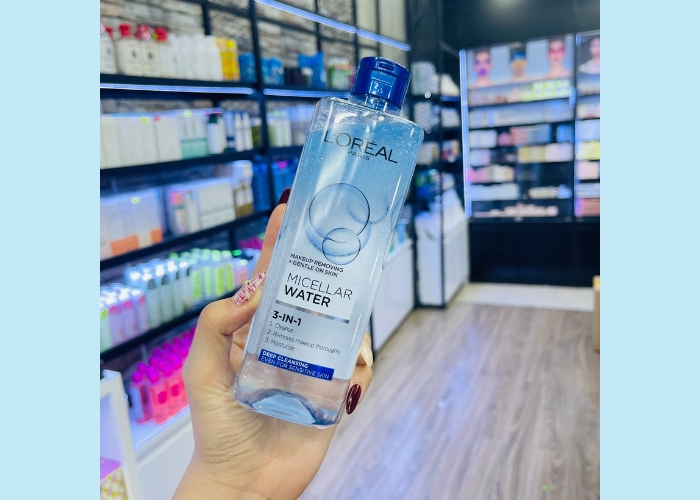 L'ORÉAL
PARIS
MAKEUP REMOVING
+ GENTLE ON SKIN
MICELLAR
WATER
3-IN-1
1. Cleanse
2. Removes makeup thoroughly
3. Moisturize
DEEP CLEANSING
EVEN FOR SENSITIVE SKIN